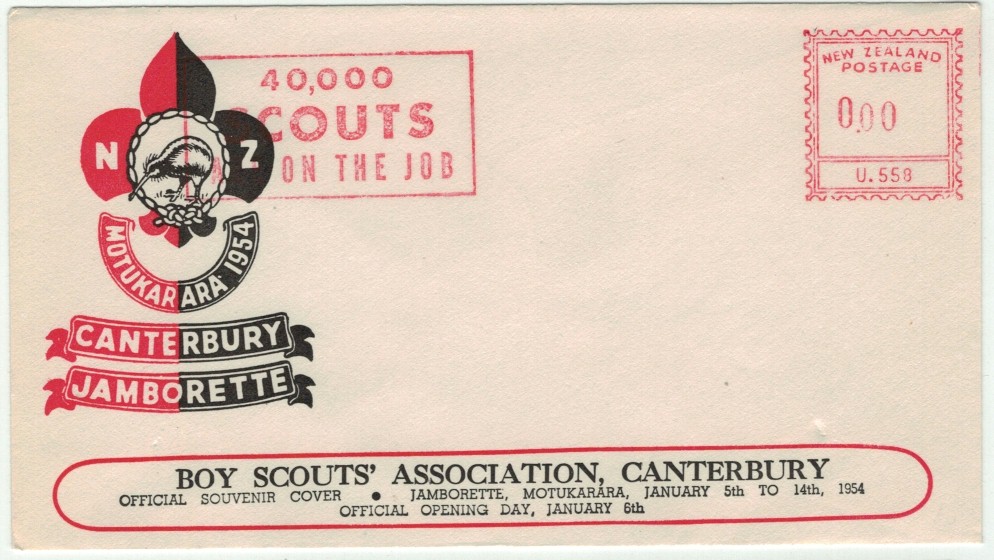 40,000
SCOUTS
ON THE JOB
NEW ZEALAND
POSTAGE
0.00
U.558
N Z
MOTUKARARA 1954
CANTERBURY
JAMBORETTE
BOY SCOUTS' ASSOCIATION, CANTERBURY
OFFICIAL SOUVENIR COVER • JAMBORETTE, MOTUKARARA, JANUARY 5th TO 14th, 1954
OFFICIAL OPENING DAY, JANUARY 6th